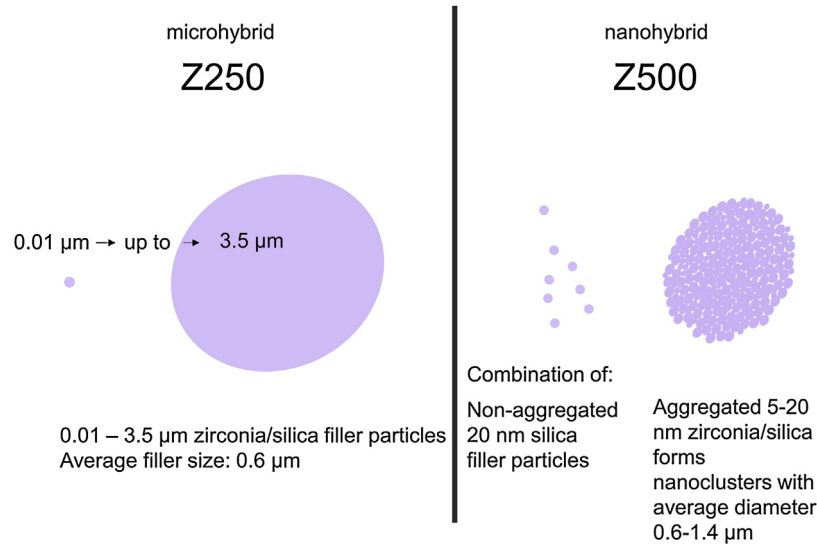 microhybrid
Z250
0.01 μm → up to → 3.5 μm
0.01 – 3.5 μm zirconia/silica filler particles
Average filler size: 0.6 μm
nanohybrid
Z500
Combination of:
Non-aggregated
20 nm silica
filler particles
Aggregated 5-20
nm zirconia/silica
forms
nanoclusters with
average diameter
0.6-1.4 μm